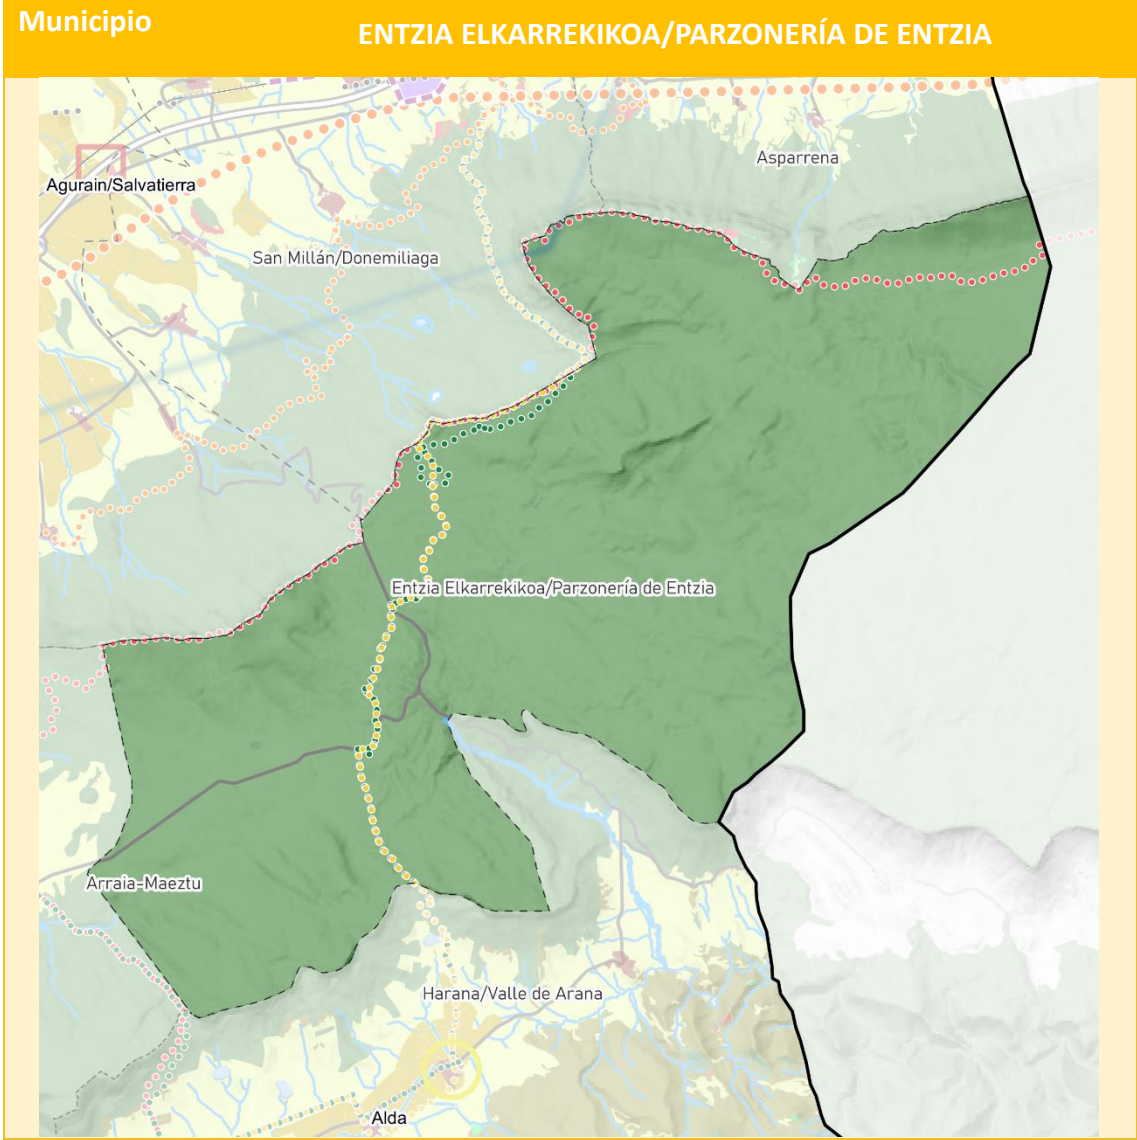 Municipio
ENTZIA ELKARREKIKOA/PARZONERÍA DE ENTZIA
Asparrena
Agurain/Salvatierra
San Millán/Donemiliaga
Entzia Elkarrekikoa/Parzonería de Entzia
Arraia-Maeztu
Harana/Valle de Arana
Alda